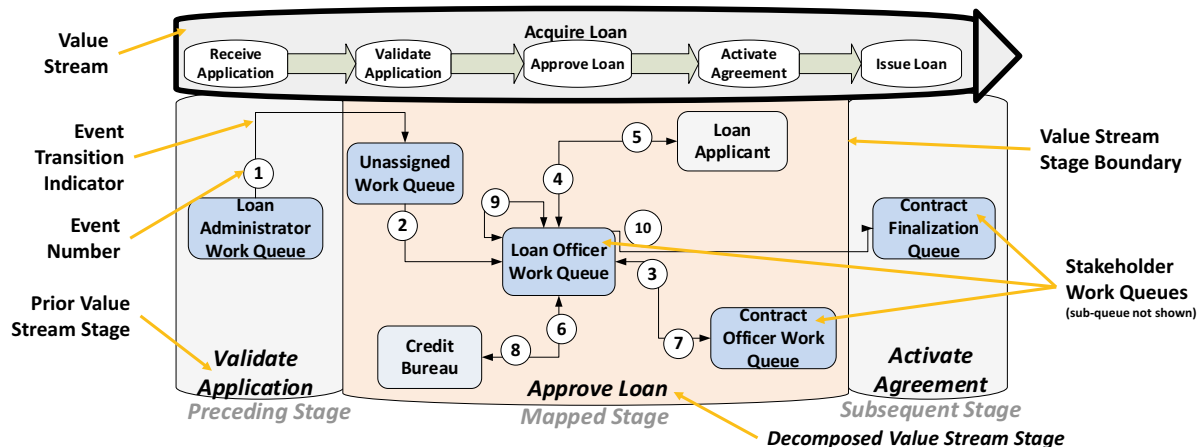 Acquire Loan
Receive
Application
Validate
Application
Approve Loan
Activate
Agreement
Issue Loan
Value
Stream
Event
Transition
Indicator
Event
Number
Prior Value
Stream Stage
1
Loan
Administrator
Work Queue
Unassigned
Work Queue
2
9
4
5
Loan
Applicant
10
Loan Officer
Work Queue
3
6
8
7
Credit
Bureau
Contract
Officer Work
Queue
Contract
Finalization
Queue
Value Stream
Stage Boundary
Stakeholder
Work Queues
(sub-queue not shown)
Validate
Application
Preceding Stage
Approve Loan
Mapped Stage
Activate
Agreement
Subsequent Stage
Decomposed Value Stream Stage